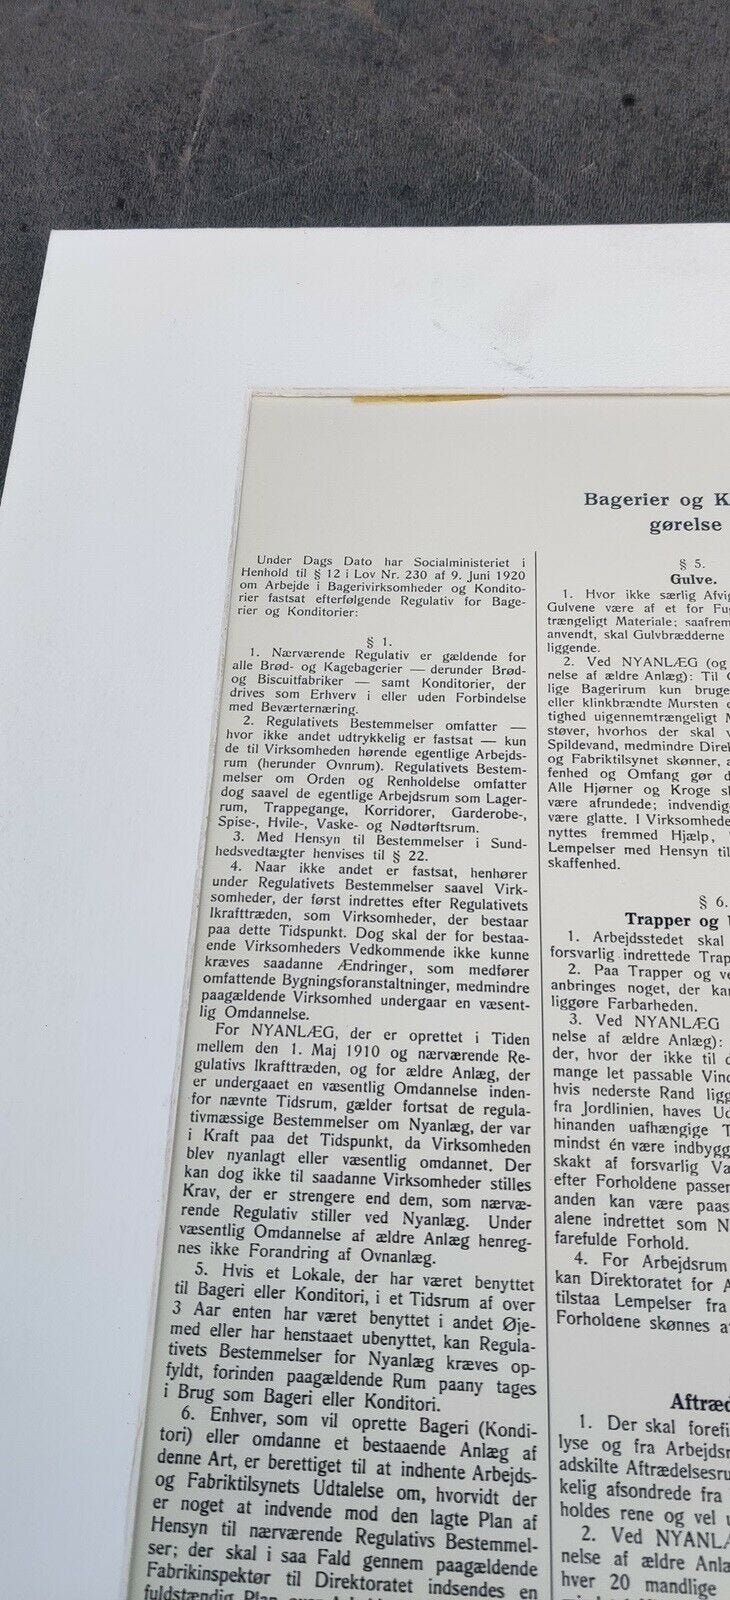 Bagerier og K
gørelse
Under Dags Dato har Socialministeriet i
Henhold til § 12 i Lov Nr. 230 af 9. Juni 1920
om Arbejde i Bagerivirksomheder og Kondito-
rier fastsat efterfølgende Regulativ for Bage-
rier og Konditorier:
§ 1.
1. Nærværende Regulativ er gældende for
alle Brød- og Kagebagerier — derunder Brød-
og Biscuitfabriker — samt Konditorier, der
drives som Erhverv i eller uden Forbindelse
med Beværternæring.
2. Regulativets Bestemmelser omfatter —
hvor ikke andet udtrykkelig er fastsat — kun
de til Virksomheden hørende egentlige Arbejds-
rum (herunder Ovnrum). Regulativets Bestem-
melser om Orden og Renholdelse omfatter
dog saavel de egentlige Arbejdsrum som Lager-
rum, Trappegange, Korridorer, Garderobe-,
Spise-, Hvile-, Vaske- og Nødtørftsrum.
3. Med Hensyn til Bestemmelser i Sund-
hedsvedtægter henvises til § 22.
4. Naar ikke andet er fastsat, henhører
under Regulativets Bestemmelser saavel Virk-
somheder, der først indrettes efter Regulativets
Ikrafttræden, som Virksomheder, der bestaar
paa dette Tidspunkt. Dog skal der for bestaa-
ende Virksomheders Vedkommende ikke kunne
kræves saadanne Ændringer, som medfører
omfattende Bygningsforanstaltninger, medmindre
paagældende Virksomhed undergaar en væsent-
lig Omdannelse.
For NYANLÆG, der er oprettet i Tiden
mellem den 1. Maj 1910 og nærværende Re-
gulativs Ikrafttræden, og for ældre Anlæg, der
er undergaaet en væsentlig Omdannelse inden-
for nævnte Tidsrum, gælder fortsat de regula-
tivmæssige Bestemmelser om Nyanlæg, der var
i Kraft paa det Tidspunkt, da Virksomheden
blev nyanlagt eller væsentlig omdannet. Der
kan dog ikke til saadanne Virksomheder stilles
Krav, der er strengere end dem, som nærvæ-
rende Regulativ stiller ved Nyanlæg. Under
væsentlig Omdannelse af ældre Anlæg henreg-
nes ikke Forandring af Ovnanlæg.
5. Hvis et Lokale, der har været benyttet
til Bageri eller Konditori, i et Tidsrum af over
3 Aar enten har været benyttet i andet Øje-
med eller har henstaaet ubenyttet, kan Regula-
tivets Bestemmelser for Nyanlæg kræves op-
fyldt, forinden paagældende Rum paany tages
i Brug som Bageri eller Konditori.
6. Enhver, som vil oprette Bageri (Kondi-
tori) eller omdanne et bestaaende Anlæg af
denne Art, er berettiget til at indhente Arbejds-
og Fabriktilsynets Udtalelse om, hvorvidt der
er noget at indvende mod den lagte Plan af
Hensyn til nærværende Regulativs Bestemmel-
ser; der skal i saa Fald gennem paagældende
Fabrikinspektør til Direktoratet indsendes en
fuldstændig Plan
§ 5.
Gulve.
1. Hvor ikke særlig Afvig
Gulvene være af et for Fu
trængeligt Materiale; saafrem
anvendt, skal Gulvbrædderne
liggende.
2. Ved NYANLÆG (og
nelse af ældre Anlæg): Til G
lige Bagerirum kun bruge
eller klinkbrændte Mursten e
tighed uigennemtrængeligt M
støver, hvorhos der skal v
Spildevand, medmindre Dire
og Fabriktilsynet skønner, a
fenhed og Omfang gør d
Alle Hjørner og Kroge sk
være afrundede; indvendig
være glatte. I Virksomhede
nyttes fremmed Hjælp,
Lempelser med Hensyn til
skaffenhed.
§ 6.
Trapper og
1. Arbejdsstedet skal
forsvarlig indrettede Trap
2. Paa Trapper og ve
anbringes noget, der kan
liggøre Farbarheden.
3. Ved NYANLÆG
nelse af ældre Anlæg):
der, hvor der ikke til d
mange let passable Vind
hvis nederste Rand ligg
fra Jordlinien, haves Ud
hinanden uafhængige T
mindst én være indbygg
skakt af forsvarlig Va
efter Forholdene passen
anden kan være paas
alene indrettet som N
farefulde Forhold.
4. For Arbejdsrum
kan Direktoratet for A
tilstaa Lempelser fra
Forholdene skønnes a
Aftræd
1. Der skal forefi
lyse og fra Arbejdsr
adskilte Aftrædelsesru
kelig afsondrede fra
holdes rene og vel
2. Ved NYANLÆ
nelse af ældre Anla
hver 20 mandlige